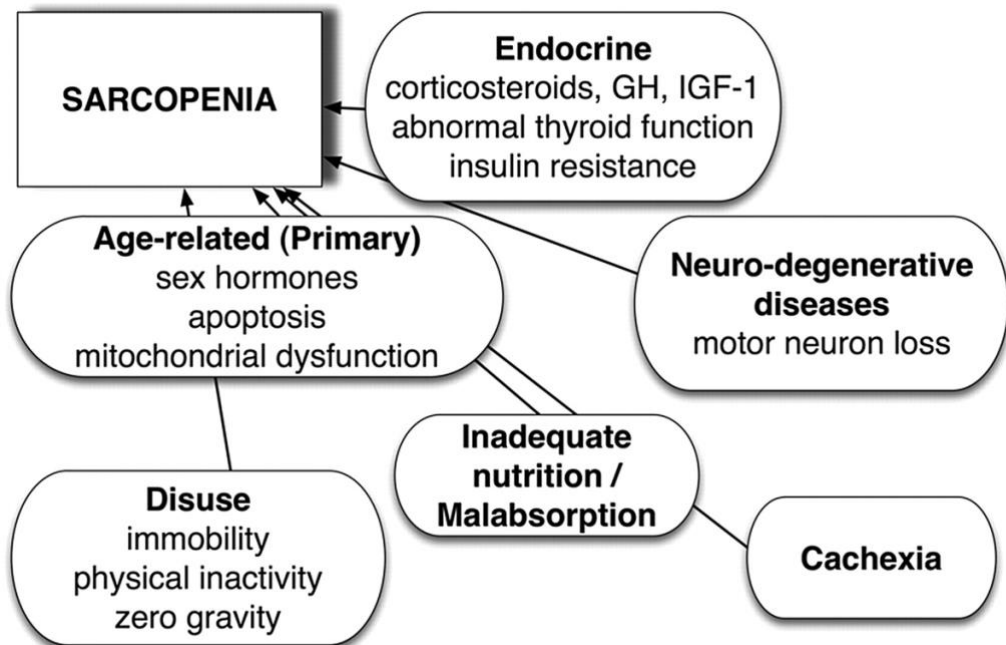 SARCOPENIA
Endocrine
corticosteroids, GH, IGF-1
abnormal thyroid function
insulin resistance
Age-related (Primary)
sex hormones
apoptosis
mitochondrial dysfunction
Neuro-degenerative
diseases
motor neuron loss
Inadequate
nutrition /
Malabsorption
Disuse
immobility
physical inactivity
zero gravity
Cachexia